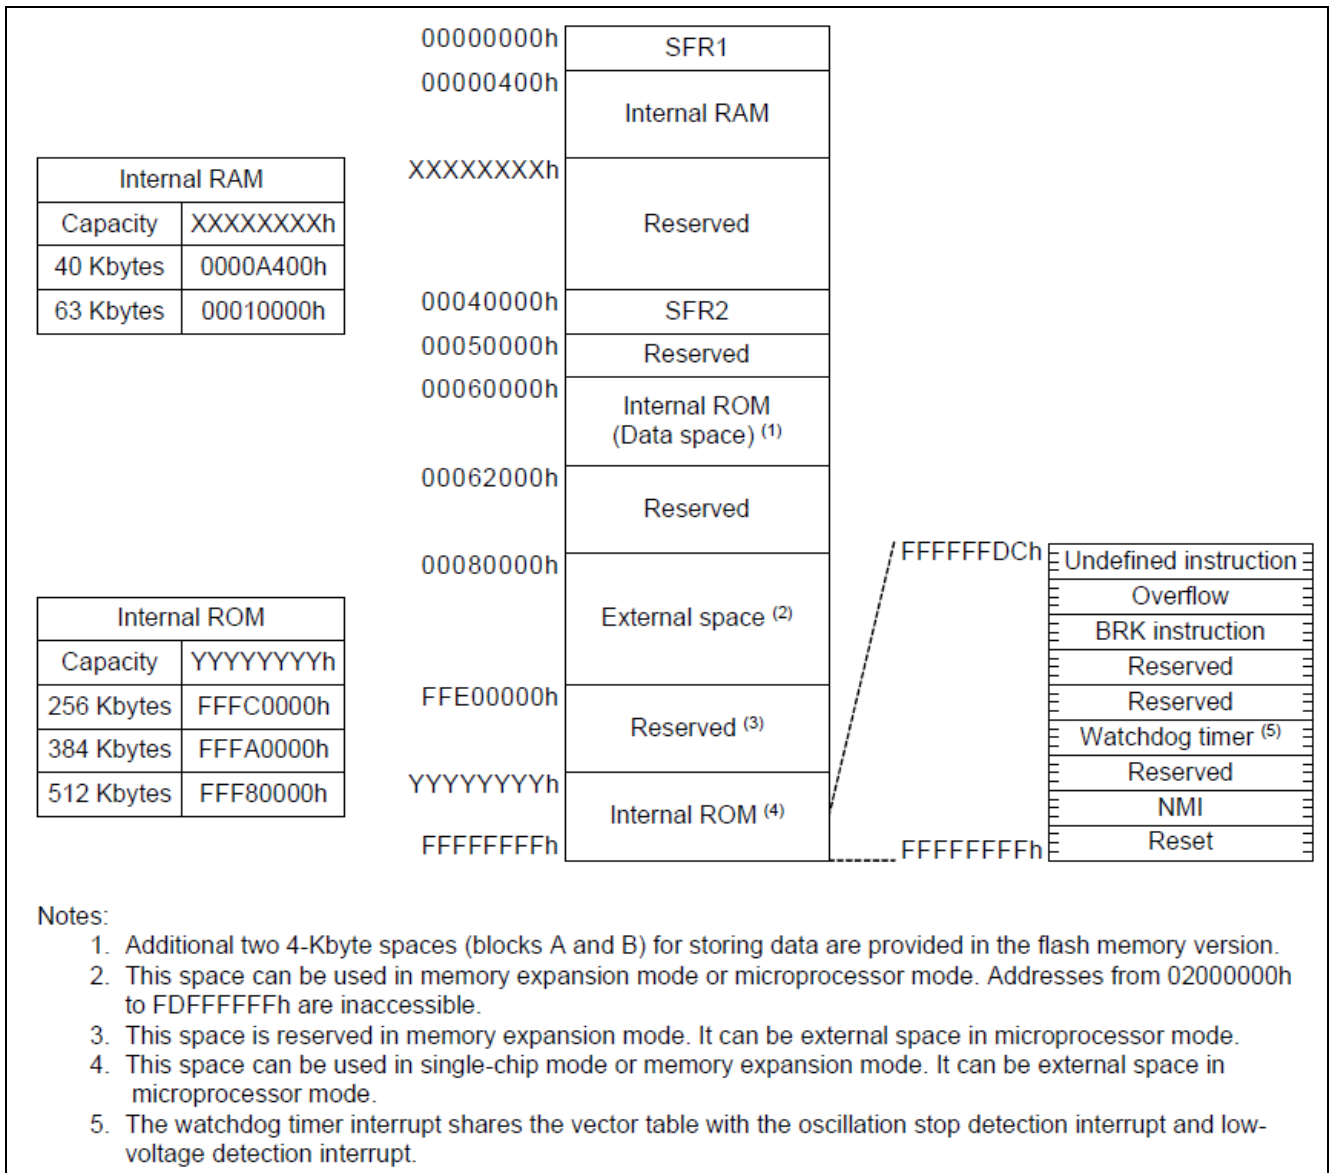 00000000h
SFR1
00000400h
Internal RAM
XXXXXXXXh
Reserved
00040000h
SFR2
00050000h
Reserved
00060000h
Internal ROM
(Data space) (1)
00062000h
Reserved
00080000h
External space (2)
FFE00000h
Reserved (3)
YYYYYYYYh
Internal ROM (4)
FFFFFFFFh
Internal RAM
Capacity XXXXXXXXh
40 Kbytes 0000A400h
63 Kbytes 00010000h
Internal ROM
Capacity YYYYYYYYh
256 Kbytes FFFC0000h
384 Kbytes FFFA0000h
512 Kbytes FFF80000h
FFFFFFDCh
Undefined instruction
Overflow
BRK instruction
Reserved
Reserved
Watchdog timer (5)
Reserved
NMI
Reset
FFFFFFFFh
Notes:
1. Additional two 4-Kbyte spaces (blocks A and B) for storing data are provided in the flash memory version.
2. This space can be used in memory expansion mode or microprocessor mode. Addresses from 02000000h
to FDFFFFFFh are inaccessible.
3. This space is reserved in memory expansion mode. It can be external space in microprocessor mode.
4. This space can be used in single-chip mode or memory expansion mode. It can be external space in
microprocessor mode.
5. The watchdog timer interrupt shares the vector table with the oscillation stop detection interrupt and low-
voltage detection interrupt.